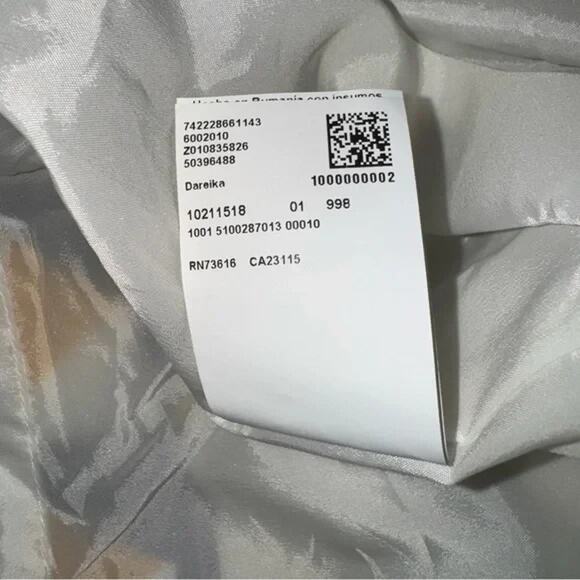 Hecho en Rumania con insumos
742228661143
6002010
Z010835826
50396488
Dareika
1000000002
10211518 01 998
1001 5100287013 00010
RN73616 CA23115